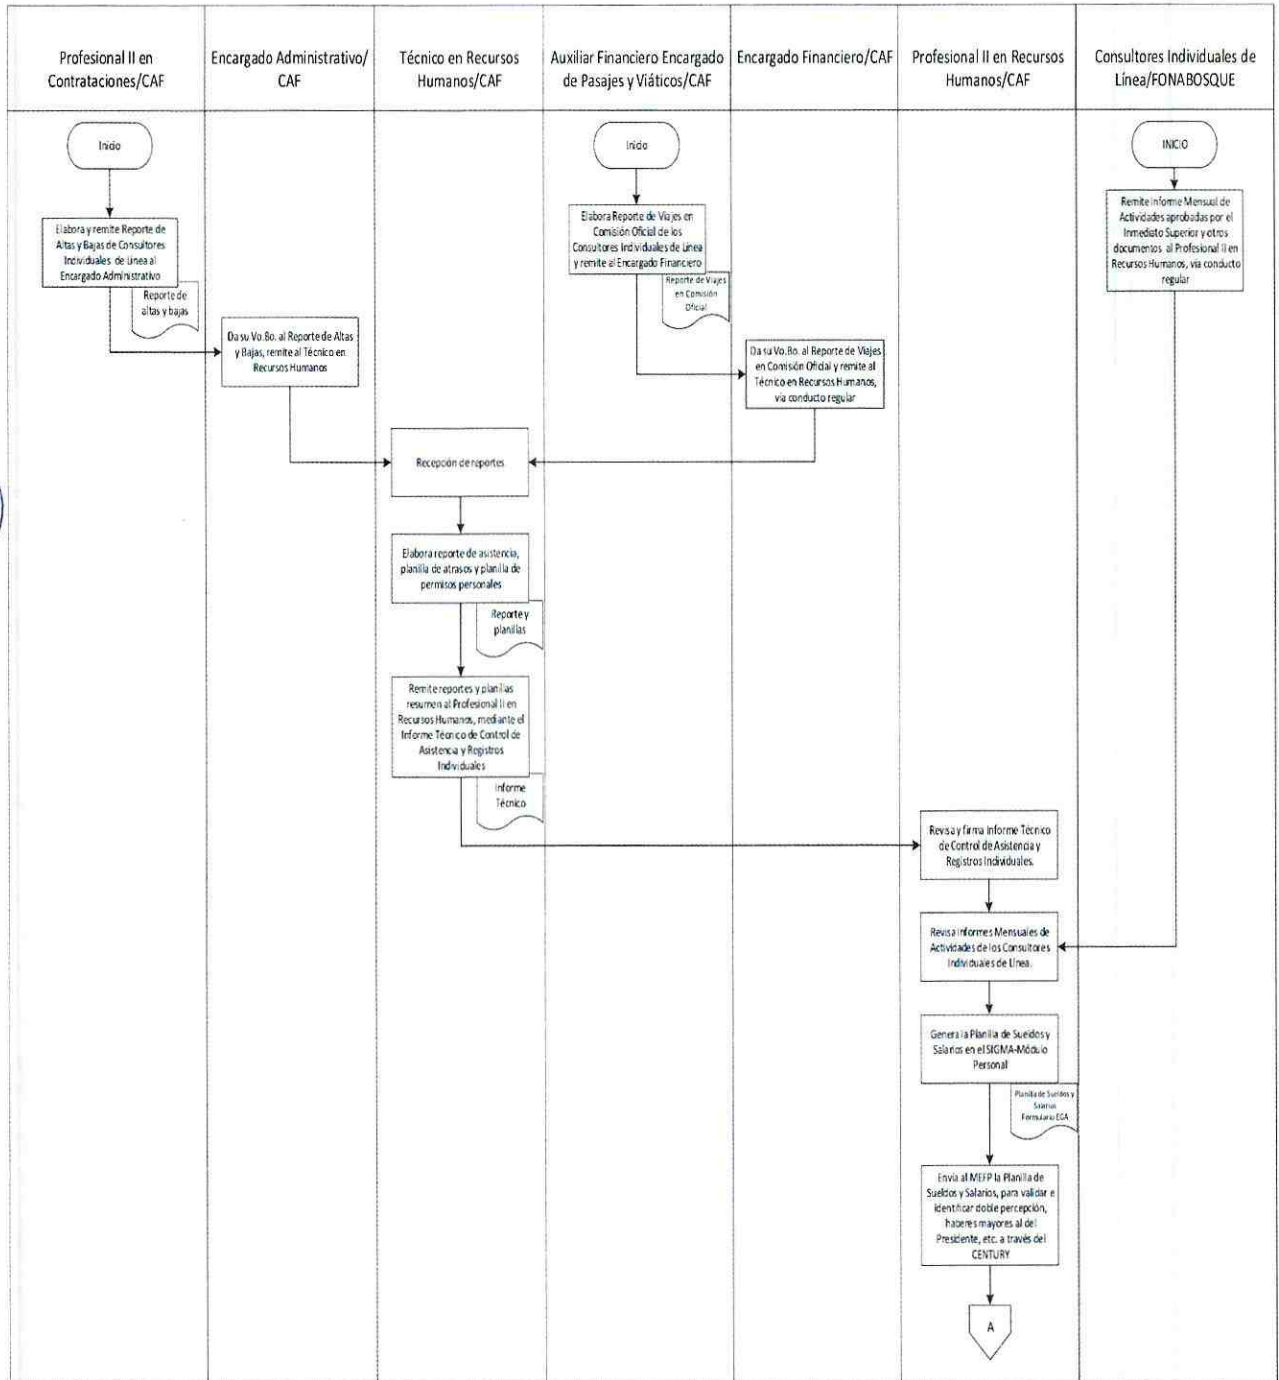 Profesional II en
Contrataciones/CAF
Encargado Administrativo/
CAF
Técnico en Recursos
Humanos/CAF
Auxiliar Financiero Encargado
de Pasajes y Viáticos/CAF
Encargado Financiero/CAF
Profesional II en Recursos
Humanos/CAF
Consultores Individuales de
Línea/FONABOSQUE
Inicio
Elabora y remite Reporte de
Altas y Bajas de Consultores
Individuales de Línea al
Encargado Administrativo
Reporte de
altas y bajas
Da su Vo.Bo. al Reporte de Altas
y Bajas, remite al Técnico en
Recursos Humanos
Inicio
Elabora Reporte de Viajes en
Comisión Oficial de los
Consultores Individuales de Línea
y remite al Encargado Financiero
Reporte de Viajes
en Comisión
Oficial
Da su Vo.Bo. al Reporte de Viajes
en Comisión Oficial y remite al
Técnico en Recursos Humanos,
vía conducto regular
INICIO
Remite Informe Mensual de
Actividades aprobadas por el
Inmediato Superior y otros
documentos al Profesional II en
Recursos Humanos, vía conducto
regular
Recepción de reportes
Elabora reporte de asistencia,
planilla de atrasos y planilla de
permisos personales
Reporte y
planillas
Remite reportes y planillas
resumen al Profesional II en
Recursos Humanos, mediante el
Informe Técnico de Control de
Asistencia y Registros
Individuales
Informe
Técnico
Revisa y firma Informe Técnico
de Control de Asistencia y
Registros Individuales.
Revisa Informes Mensuales de
Actividades de los Consultores
Individuales de Línea.
Genera la Planilla de Sueldos y
Salarios en el SIGMA-Módulo
Personal
Planilla de Sueldos y
Salarios
Formulario EGA
Envía al MEFP la Planilla de
Sueldos y Salarios, para validar e
identificar doble percepción,
haberes mayores al del
Presidente, etc. a través del
CENTURY
A